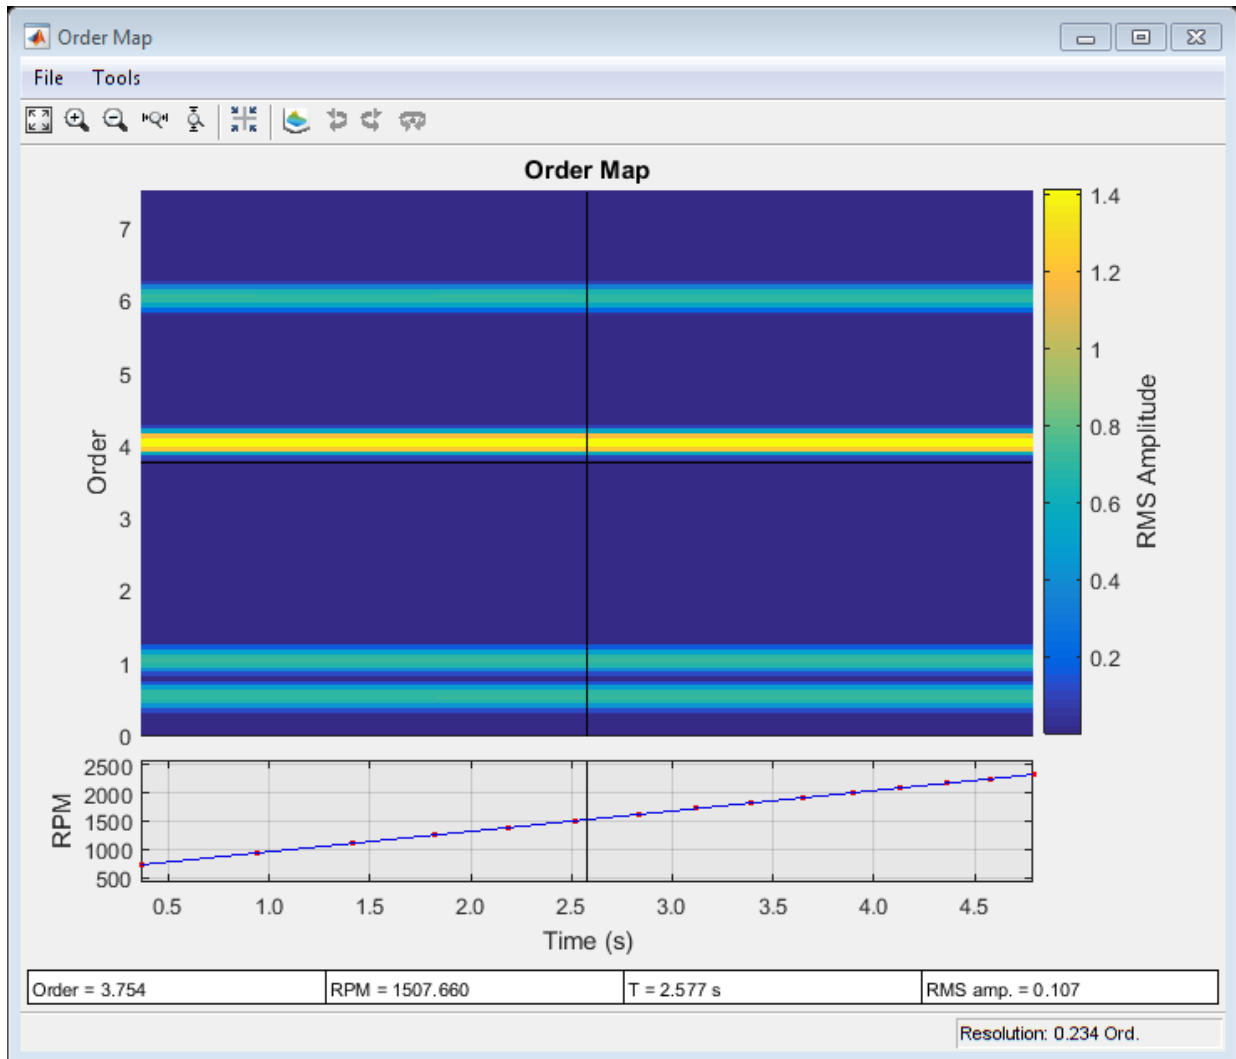 Order Map
File Tools
Order Map
7
6
5
4
3
2
1
0
Order
1.4
1.2
1
0.8
0.6
0.4
0.2
RMS Amplitude
2500
2000
1500
1000
500
RPM
0.5 1.0 1.5 2.0 2.5 3.0 3.5 4.0 4.5
Time (s)
Order = 3.754 RPM = 1507.660 T = 2.577 s RMS amp. = 0.107
Resolution: 0.234 Ord.